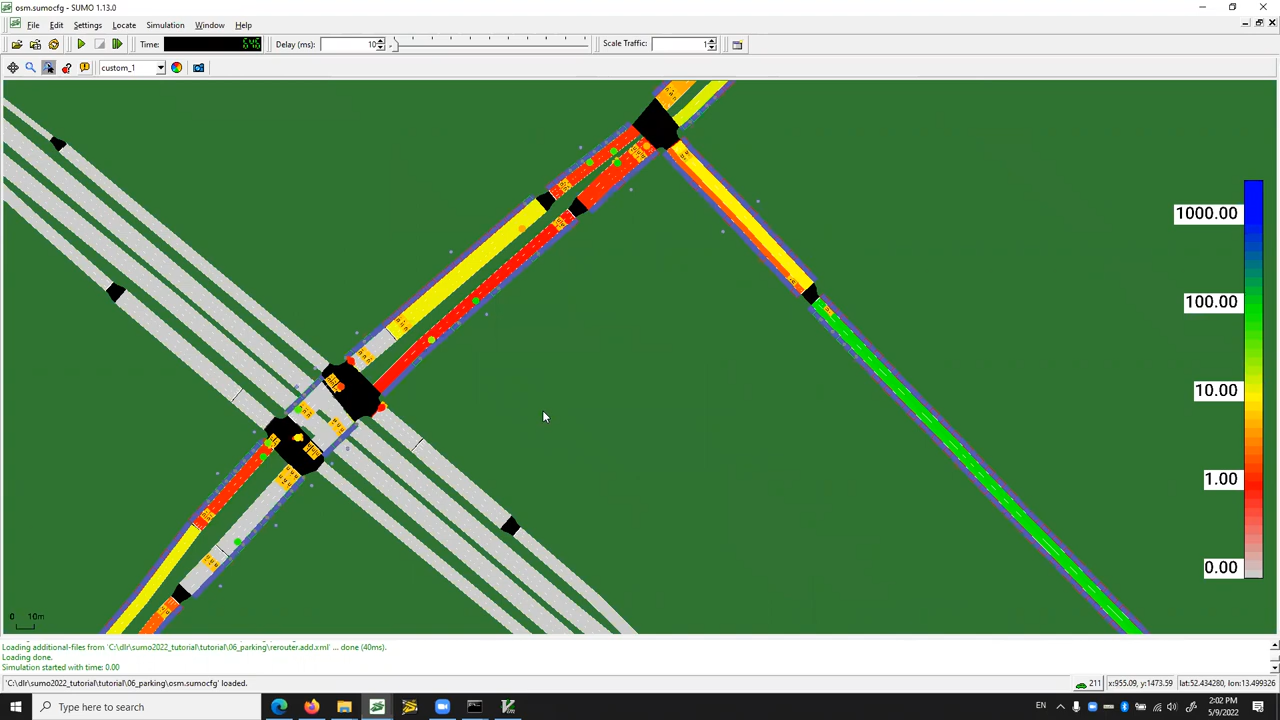 osm.sumocfg - SUMO 1.13.0
File Edit Settings Locate Simulation Window Help
Time: 646 Delay (ms): 10 Scale Traffic: 1
custom_1
1000.00
100.00
10.00
1.00
0.00
0 10m
Loading additional-files from 'C:\dlr\sumo2022_tutorial\tutorial\06_parking\rerouter.add.xml' ... done (40ms).
Loading done.
Simulation started with time: 0.00
'C:\dlr\sumo2022_tutorial\tutorial\06_parking\osm.sumocfg' loaded.
211 x:955.09, y:1473.59 lat:52.434280, lon:13.499326
Type here to search
EN
2:02 PM
5/9/2022